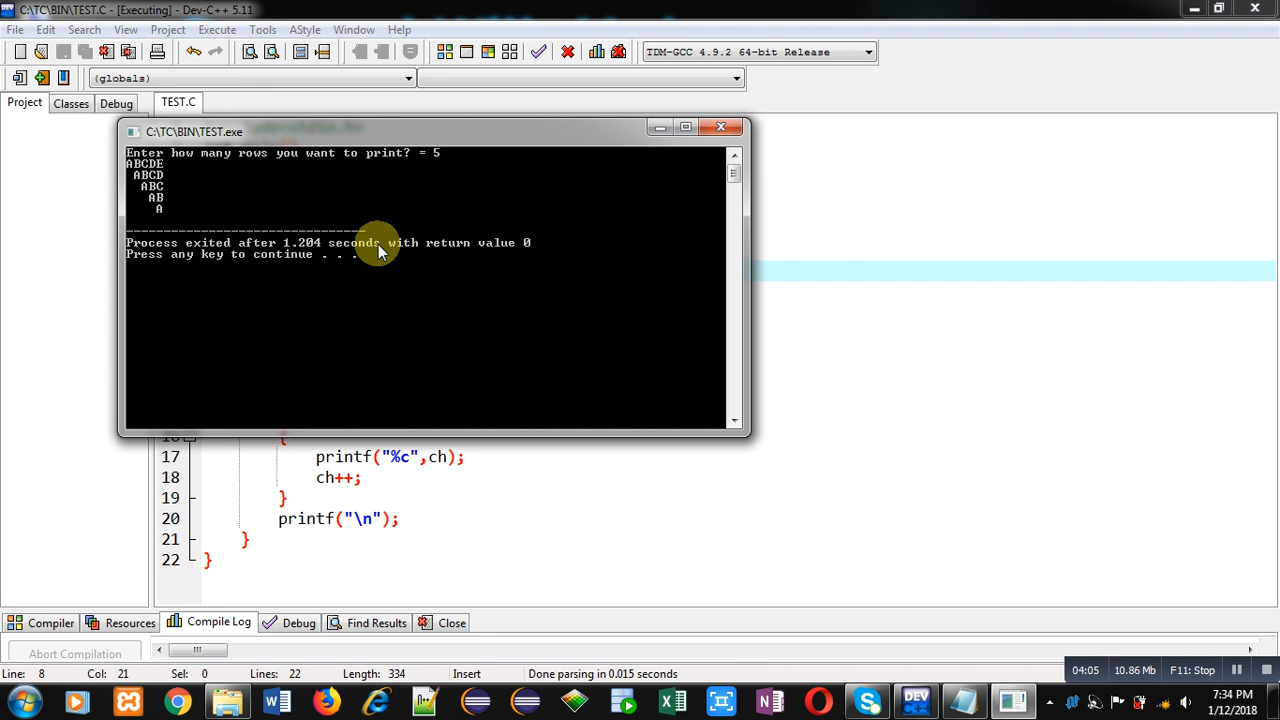 C:\TC\BIN\TEST.C - [Executing] - Dev-C++ 5.11
File Edit Search View Project Execute Tools AStyle Window Help
TDM-GCC 4.9.2 64-bit Release
(globals)
Project Classes Debug TEST.C
C:\TC\BIN\TEST.exe
Enter how many rows you want to print? = 5
ABCDE
ABCD
ABC
AB
A
--------------------------------
Process exited after 1.204 seconds with return value 0
Press any key to continue . . .
{
17 printf("%c",ch);
18 ch++;
19 }
20 printf("\n");
21 }
22 }
Compiler Resources Compile Log Debug Find Results Close
Abort Compilation
Line: 8 Col: 21 Sel: 0 Lines: 22 Length: 334 Insert Done parsing in 0.015 seconds
04:05 10.86 Mb F11: Stop
7:34 PM
1/12/2018